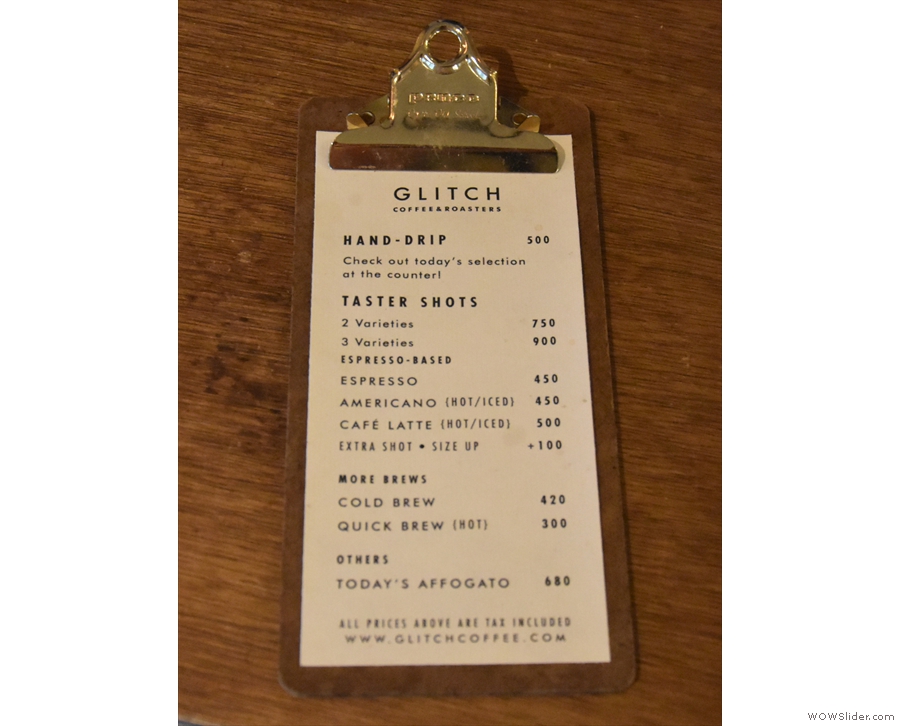 GLITCH
COFFEE&ROASTERS
HAND-DRIP 500
Check out today's selection
at the counter!
TASTER SHOTS
2 Varieties 750
3 Varieties 900
ESPRESSO-BASED
ESPRESSO 450
AMERICANO (HOT/ICED) 450
CAFÉ LATTE (HOT/ICED) 500
EXTRA SHOT • SIZE UP +100
MORE BREWS
COLD BREW 420
QUICK BREW (HOT) 300
OTHERS
TODAY'S AFFOGATO 680
ALL PRICES ABOVE ARE TAX INCLUDED
WWW.GLITCHCOFFEE.COM
WOWSlider.com